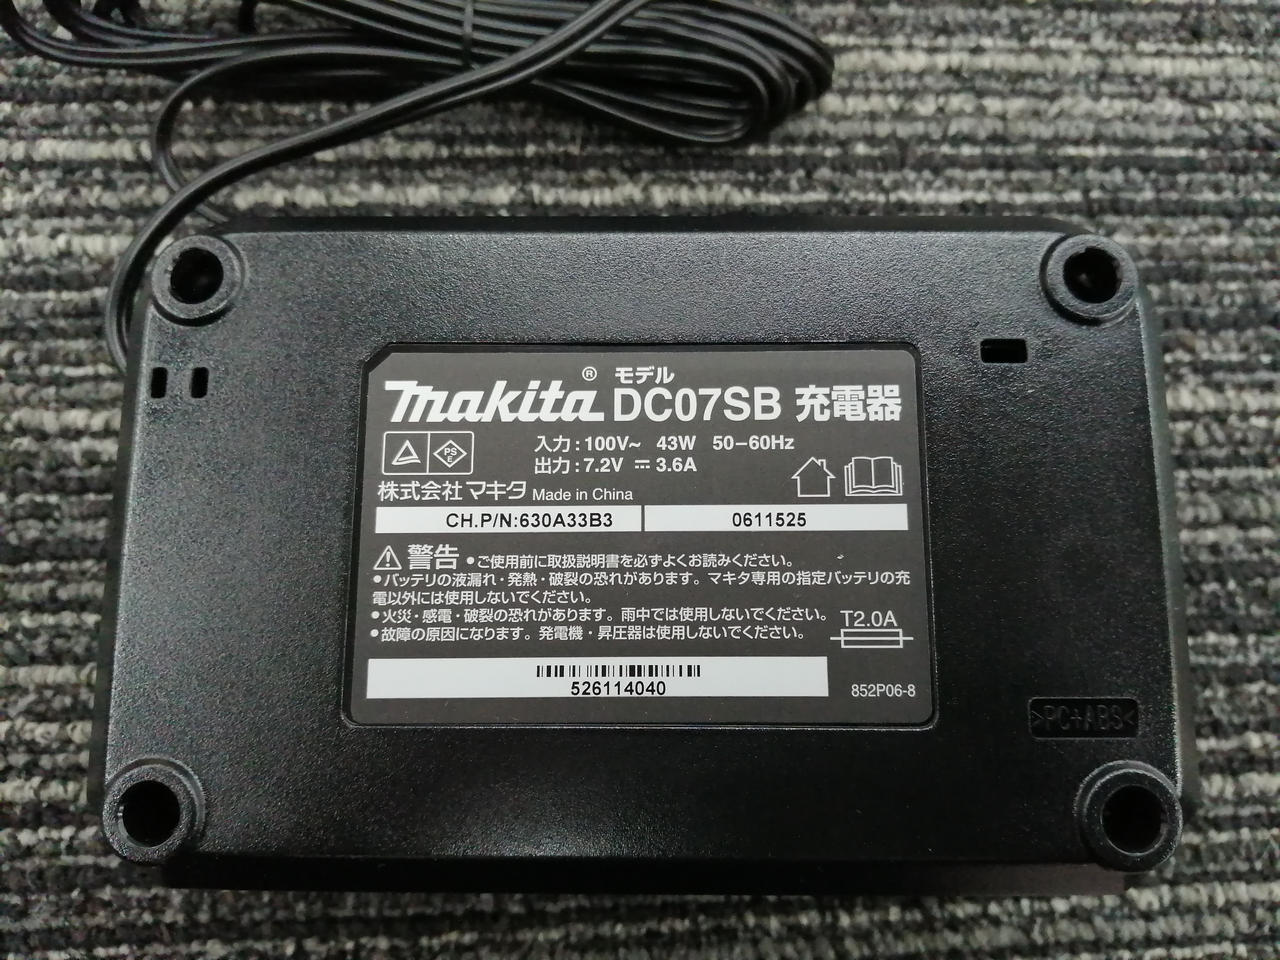 makita® モデル DC07SB 充電器
入力:100V~ 43W 50-60Hz
PS E
出力:7.2V ⎓ 3.6A
株式会社 マキタ Made in China
CH.P/N:630A33B3 0611525
警告 ●ご使用前に取扱説明書を必ずよくお読みください。
●バッテリの液漏れ・発熱・破裂の恐れがあります。マキタ専用の指定バッテリの充
電以外には使用しないでください。
●火災・感電・破裂の恐れがあります。雨中では使用しないでください。
●故障の原因になります。発電機・昇圧器は使用しないでください。
T2.0A
526114040
852P06-8
>PC+ABS<